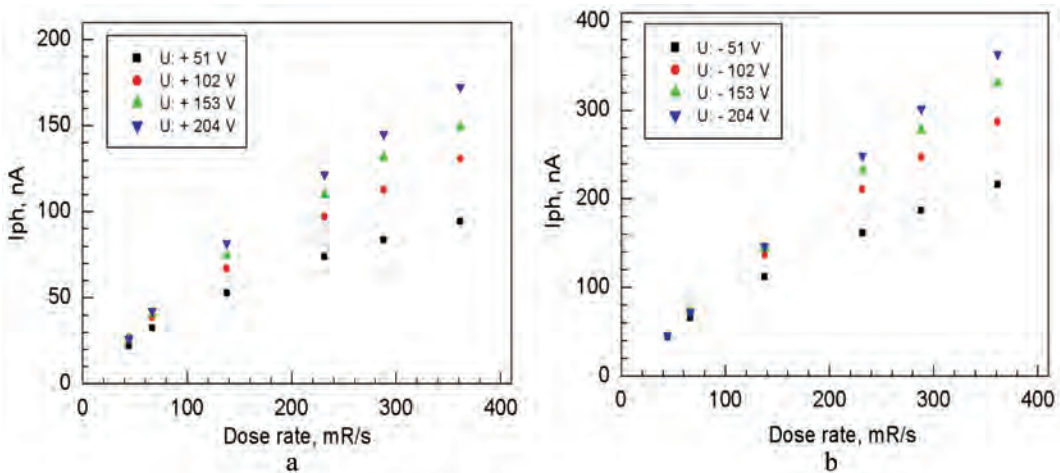 200
150
100
50
0
Iph, nA
U: + 51 V
U: + 102 V
U: + 153 V
U: + 204 V
0 100 200 300 400
Dose rate, mR/s
a
400
300
200
100
0
Iph, nA
U: - 51 V
U: - 102 V
U: - 153 V
U: - 204 V
0 100 200 300 400
Dose rate, mR/s
b